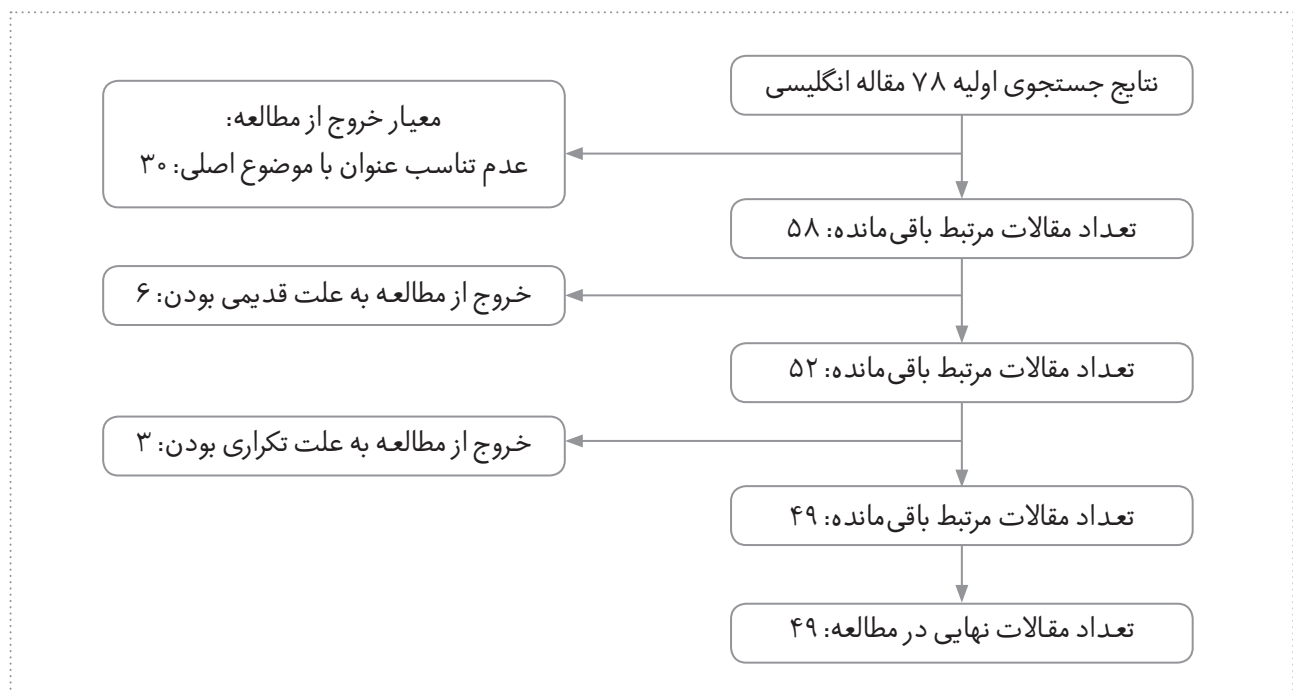 نتایج جستجوی اولیه ۷۸ مقاله انگلیسی
معیار خروج از مطالعه:
عدم تناسب عنوان با موضوع اصلی: ۳۰
تعداد مقالات مرتبط باقی‌مانده: ۵۸
خروج از مطالعه به علت قدیمی بودن: ۶
تعداد مقالات مرتبط باقی‌مانده: ۵۲
خروج از مطالعه به علت تکراری بودن: ۳
تعداد مقالات مرتبط باقی‌مانده: ۴۹
تعداد مقالات نهایی در مطالعه: ۴۹